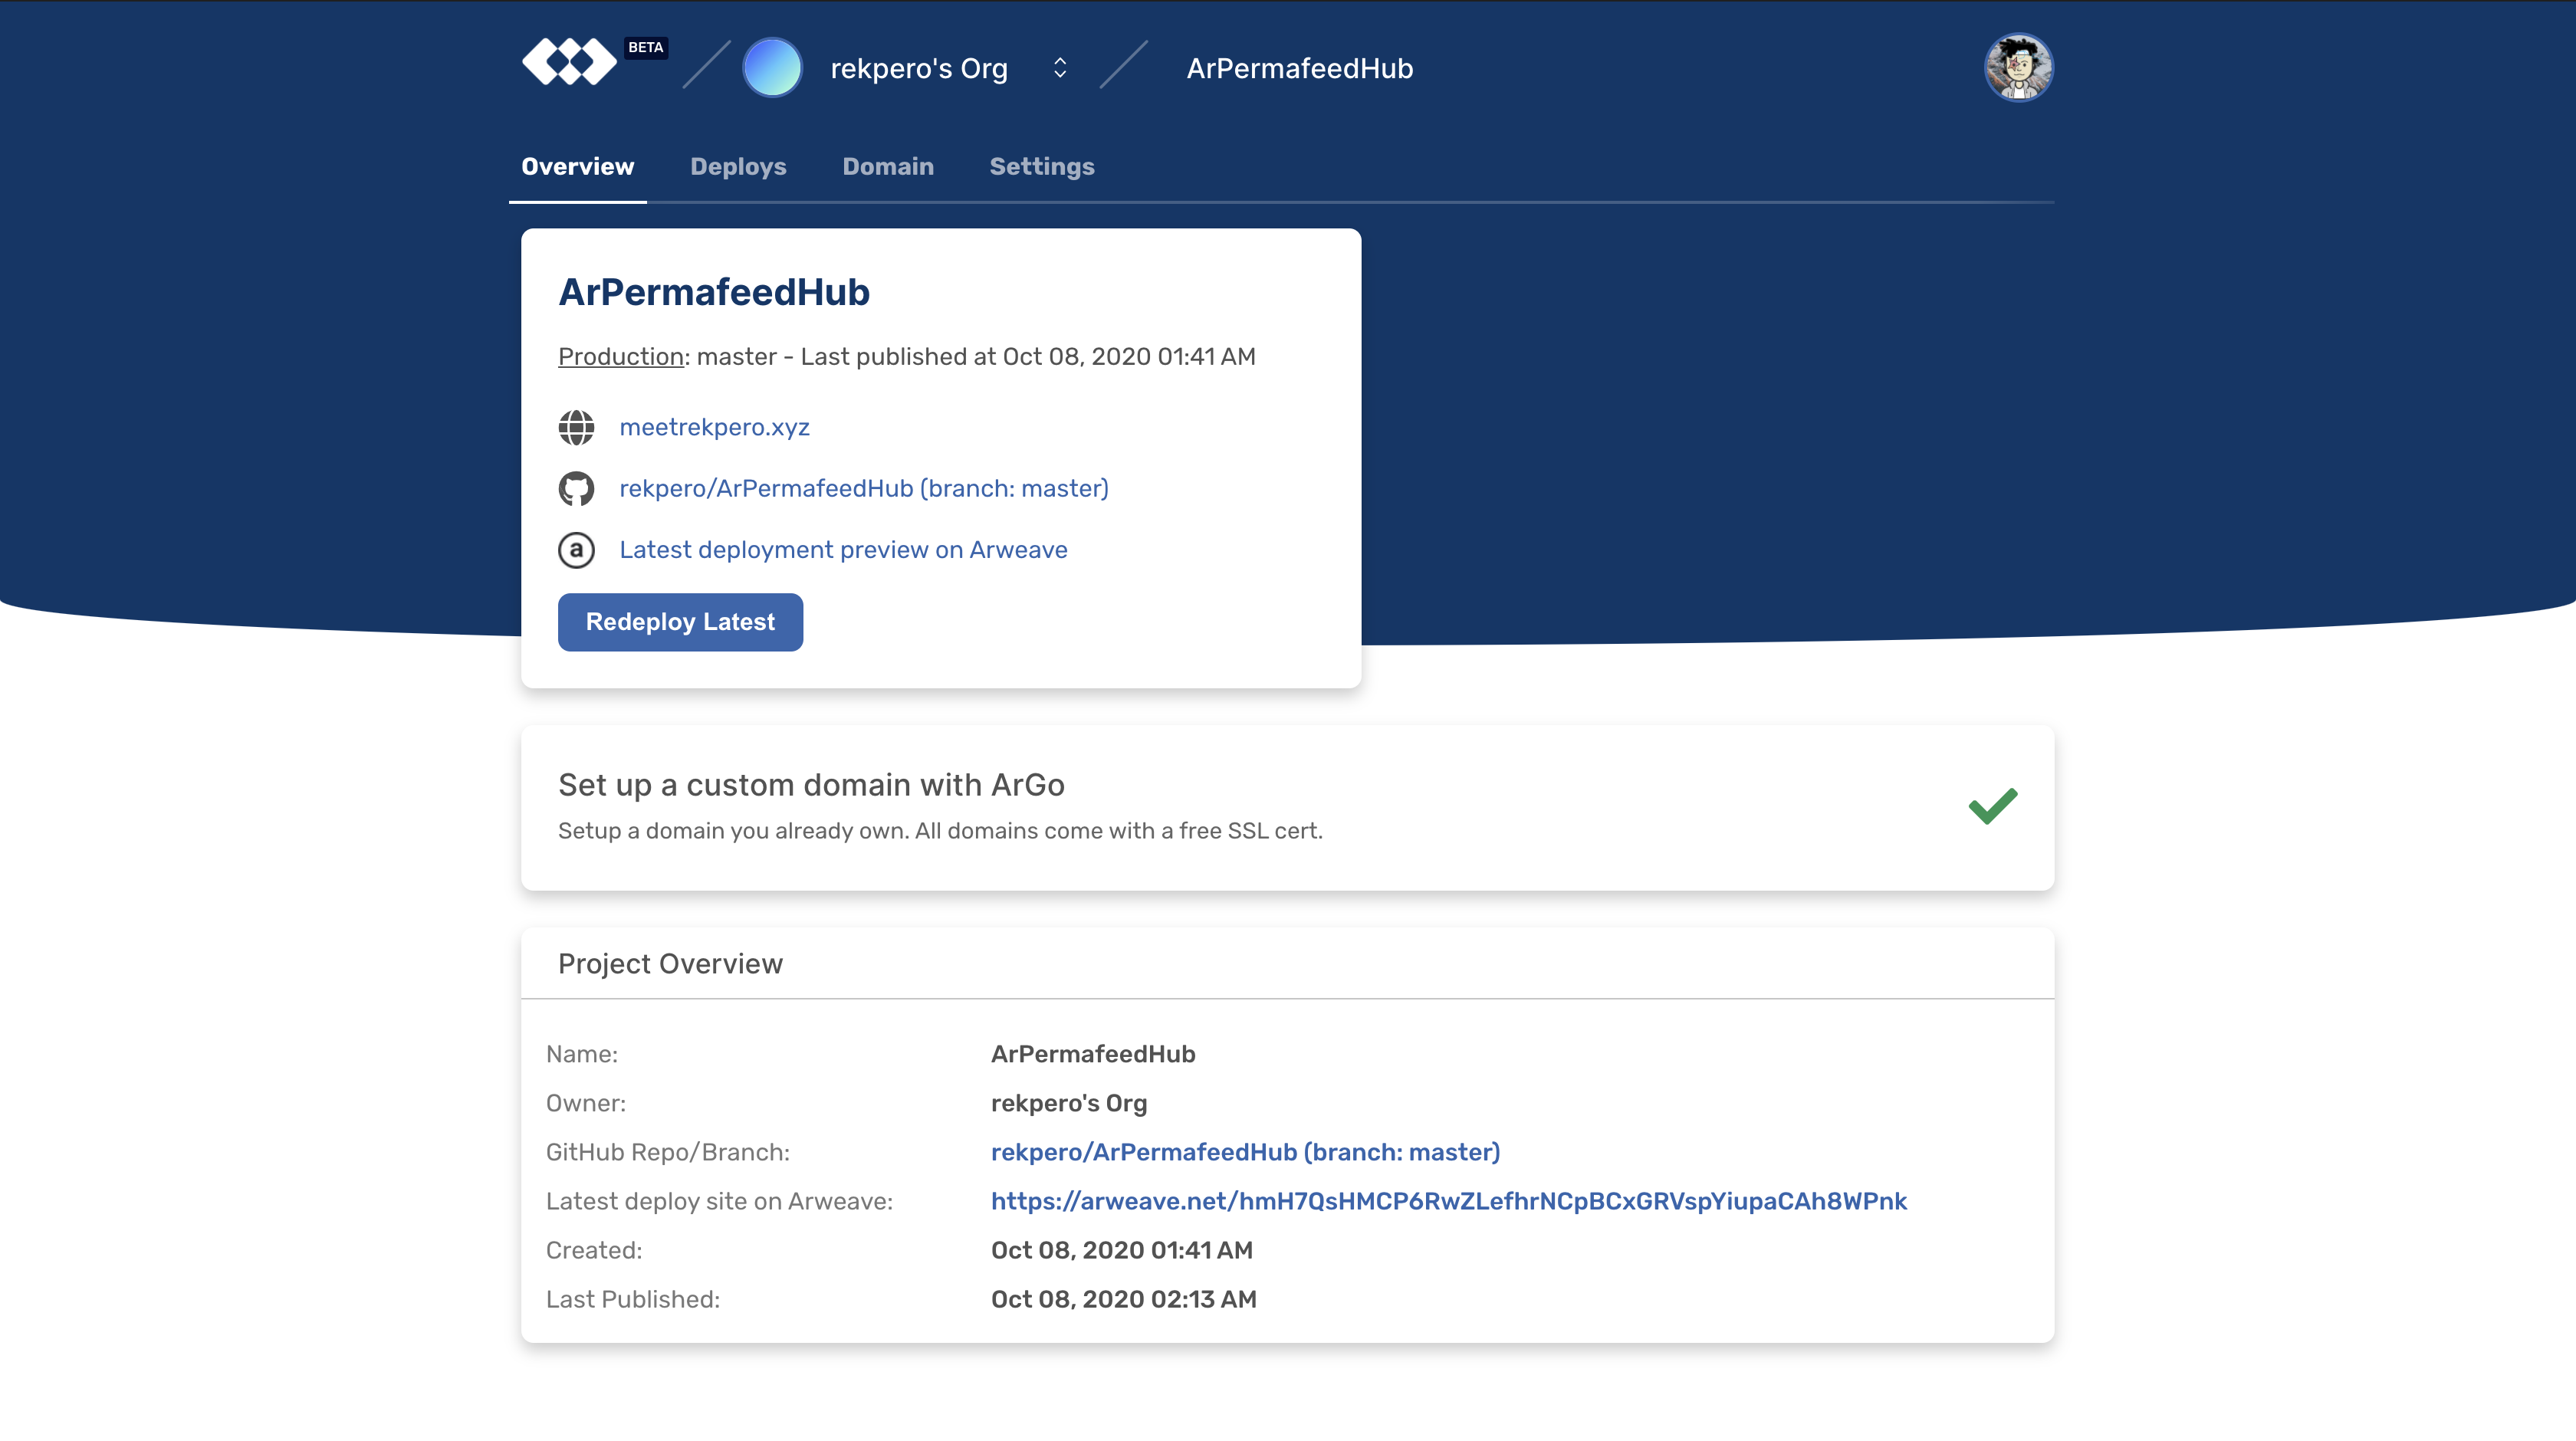 BETA
rekpero's Org
ArPermafeedHub
Overview Deploys Domain Settings
ArPermafeedHub
Production: master - Last published at Oct 08, 2020 01:41 AM
meetrekpero.xyz
rekpero/ArPermafeedHub (branch: master)
a Latest deployment preview on Arweave
Redeploy Latest
Set up a custom domain with ArGo
Setup a domain you already own. All domains come with a free SSL cert.
Project Overview
Name: ArPermafeedHub
Owner: rekpero's Org
GitHub Repo/Branch: rekpero/ArPermafeedHub (branch: master)
Latest deploy site on Arweave: https://arweave.net/hmH7QsHMCP6RwZLefhrNCpBCxGRVspYiupaCAh8WPnk
Created: Oct 08, 2020 01:41 AM
Last Published: Oct 08, 2020 02:13 AM